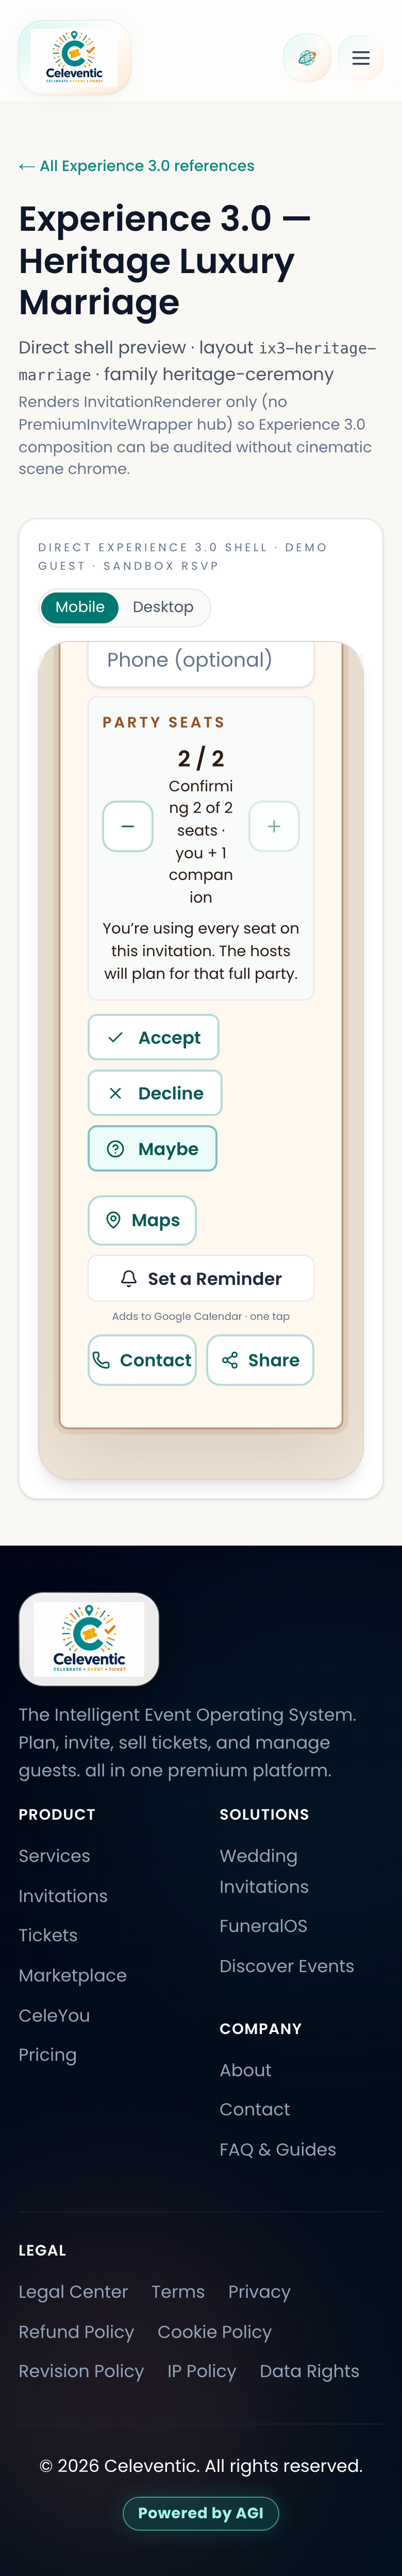 Celeventic
CELEBRATE • EVENT • TICKET
← All Experience 3.0 references
Experience 3.0 —
Heritage Luxury
Marriage
Direct shell preview · layout ix3-heritage-
marriage · family heritage-ceremony
Renders InvitationRenderer only (no
PremiumInviteWrapper hub) so Experience 3.0
composition can be audited without cinematic
scene chrome.
DIRECT EXPERIENCE 3.0 SHELL · DEMO
GUEST · SANDBOX RSVP
Mobile Desktop
Phone (optional)
PARTY SEATS
2 / 2
Confirmi
ng 2 of 2
seats ·
you + 1
compan
ion
− +
You’re using every seat on
this invitation. The hosts
will plan for that full party.
Accept
Decline
Maybe
Maps
Set a Reminder
Adds to Google Calendar · one tap
Contact Share
Celeventic
CELEBRATE • EVENT • TICKET
The Intelligent Event Operating System.
Plan, invite, sell tickets, and manage
guests. all in one premium platform.
PRODUCT
Services
Invitations
Tickets
Marketplace
CeleYou
Pricing
SOLUTIONS
Wedding
Invitations
FuneralOS
Discover Events
COMPANY
About
Contact
FAQ & Guides
LEGAL
Legal Center Terms Privacy
Refund Policy Cookie Policy
Revision Policy IP Policy Data Rights
© 2026 Celeventic. All rights reserved.
Powered by AGI